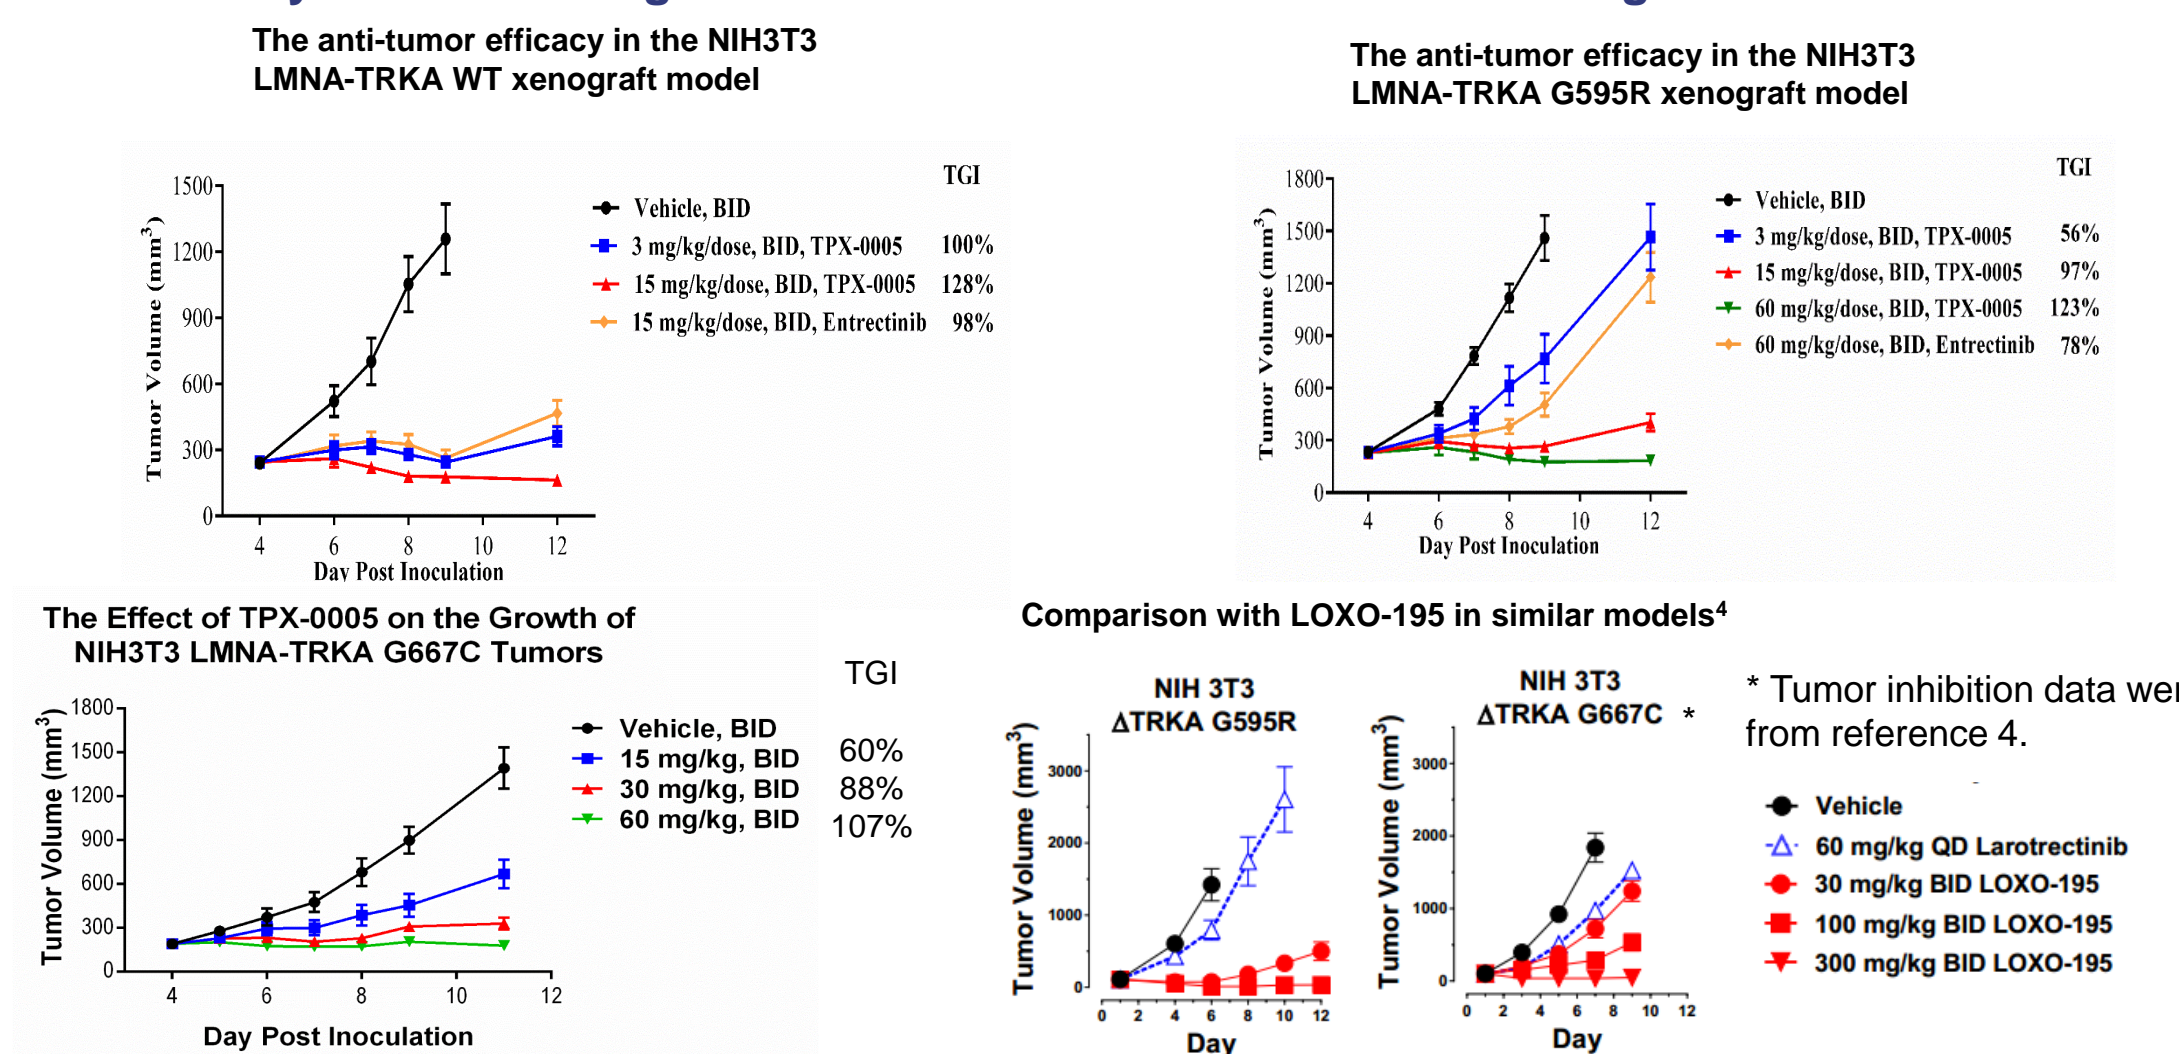 The anti-tumor efficacy in the NIH3T3
LMNA-TRKA WT xenograft model
TGI
1500
1200
900
600
300
0
4 6 8 10 12
Tumor Volume (mm³)
Day Post Inoculation
Vehicle, BID
3 mg/kg/dose, BID, TPX-0005 100%
15 mg/kg/dose, BID, TPX-0005 128%
15 mg/kg/dose, BID, Entrectinib 98%
The anti-tumor efficacy in the NIH3T3
LMNA-TRKA G595R xenograft model
TGI
1800
1500
1200
900
600
300
0
4 6 8 10 12
Tumor Volume (mm³)
Day Post Inoculation
Vehicle, BID
3 mg/kg/dose, BID, TPX-0005 56%
15 mg/kg/dose, BID, TPX-0005 97%
60 mg/kg/dose, BID, TPX-0005 123%
60 mg/kg/dose, BID, Entrectinib 78%
The Effect of TPX-0005 on the Growth of
NIH3T3 LMNA-TRKA G667C Tumors
TGI
1800
1500
1200
900
600
300
0
4 6 8 10 12
Tumor Volume (mm³)
Day Post Inoculation
Vehicle, BID
15 mg/kg, BID 60%
30 mg/kg, BID 88%
60 mg/kg, BID 107%
Comparison with LOXO-195 in similar models⁴
NIH 3T3
ΔTRKA G595R
3000
2000
1000
0
0 2 4 6 8 10 12
Tumor Volume (mm³)
Day
NIH 3T3
ΔTRKA G667C *
3000
2000
1000
0
0 2 4 6 8 10 12
Tumor Volume (mm³)
Day
* Tumor inhibition data wer
from reference 4.
Vehicle
60 mg/kg QD Larotrectinib
30 mg/kg BID LOXO-195
100 mg/kg BID LOXO-195
300 mg/kg BID LOXO-195